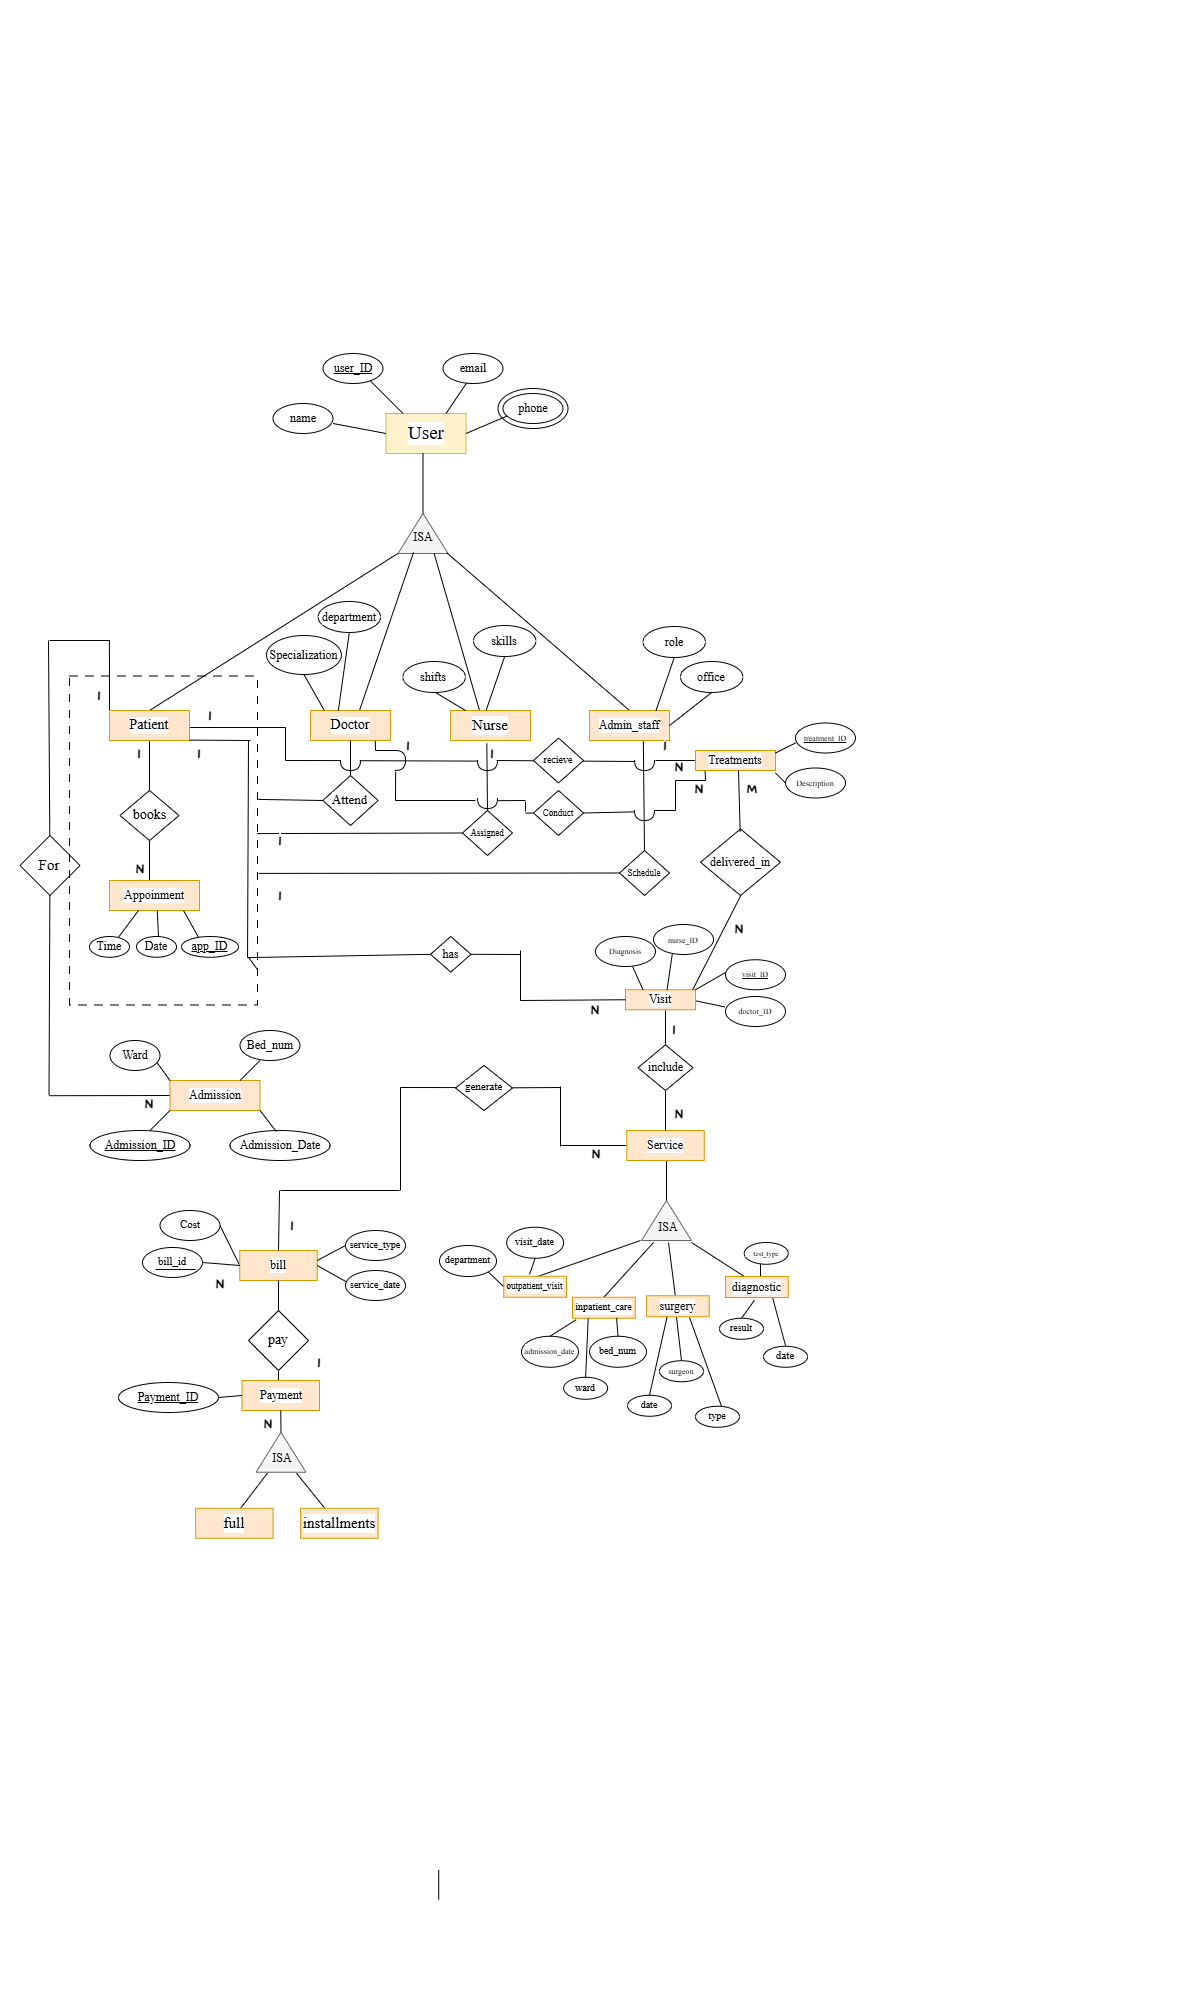 user_ID
email
name
phone
User
ISA
department
Specialization
skills
shifts
role
office
Patient
Doctor
Nurse
Admin_staff
I
I
I
I
I
I
I
recieve
N
Treatments
treatment_ID
Description
N
M
books
Attend
Conduct
Assigned
I
For
N
delivered_in
Schedule
Appoinment
I
Time
Date
app_ID
N
has
Diagnosis
nurse_ID
visit_ID
Visit
doctor_ID
N
I
Ward
Bed_num
include
generate
Admission
N
N
Admission_ID
Admission_Date
Service
N
ISA
I
Cost
bill_id
service_type
service_date
bill
N
department
visit_date
outpatient_visit
test_type
diagnostic
inpatient_care
surgery
result
date
admission_date
bed_num
ward
surgeon
date
type
pay
I
Payment_ID
Payment
N
ISA
full
installments